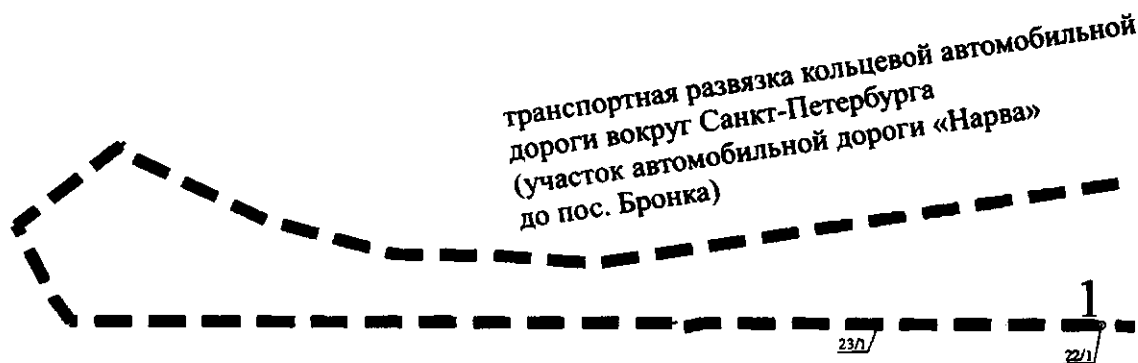 транспортная развязка кольцевой автомобильной
дороги вокруг Санкт-Петербурга
(участок автомобильной дороги «Нарва»
до пос. Бронка)
1
23/1
22/1